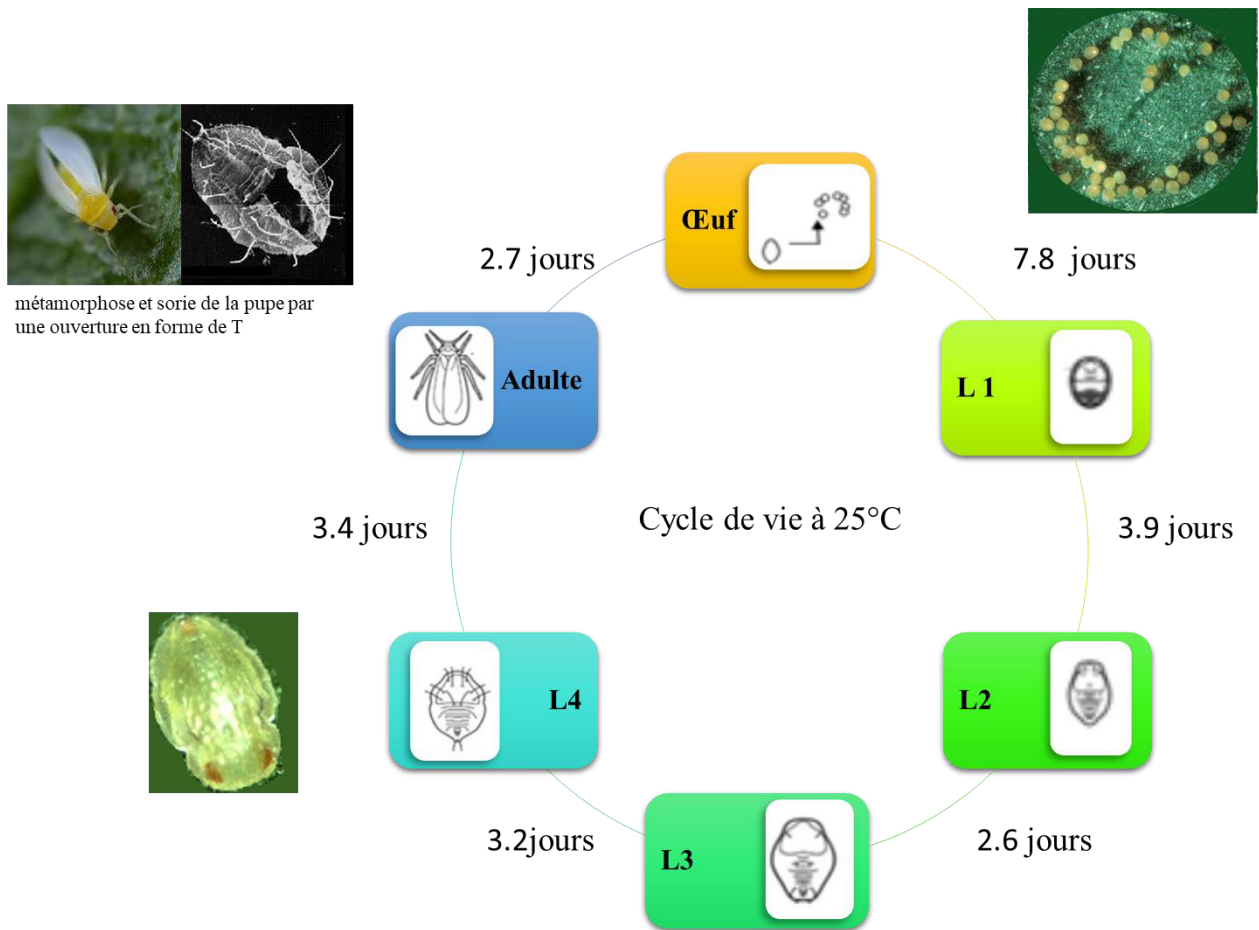 métamorphose et sorie de la pupe par
une ouverture en forme de T
Œuf
2.7 jours
7.8 jours
Adulte
L 1
Cycle de vie à 25°C
3.4 jours
3.9 jours
L4
L2
3.2jours
2.6 jours
L3